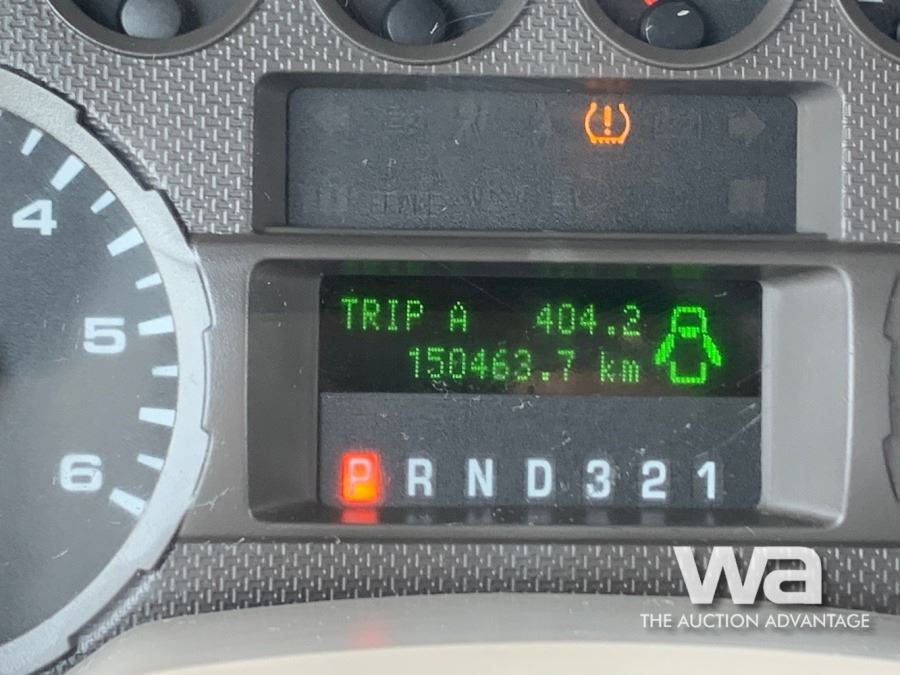 4
5
6
TRIP A 404.2
150463.7 km
P R N D 3 2 1
wa
THE AUCTION ADVANTAGE